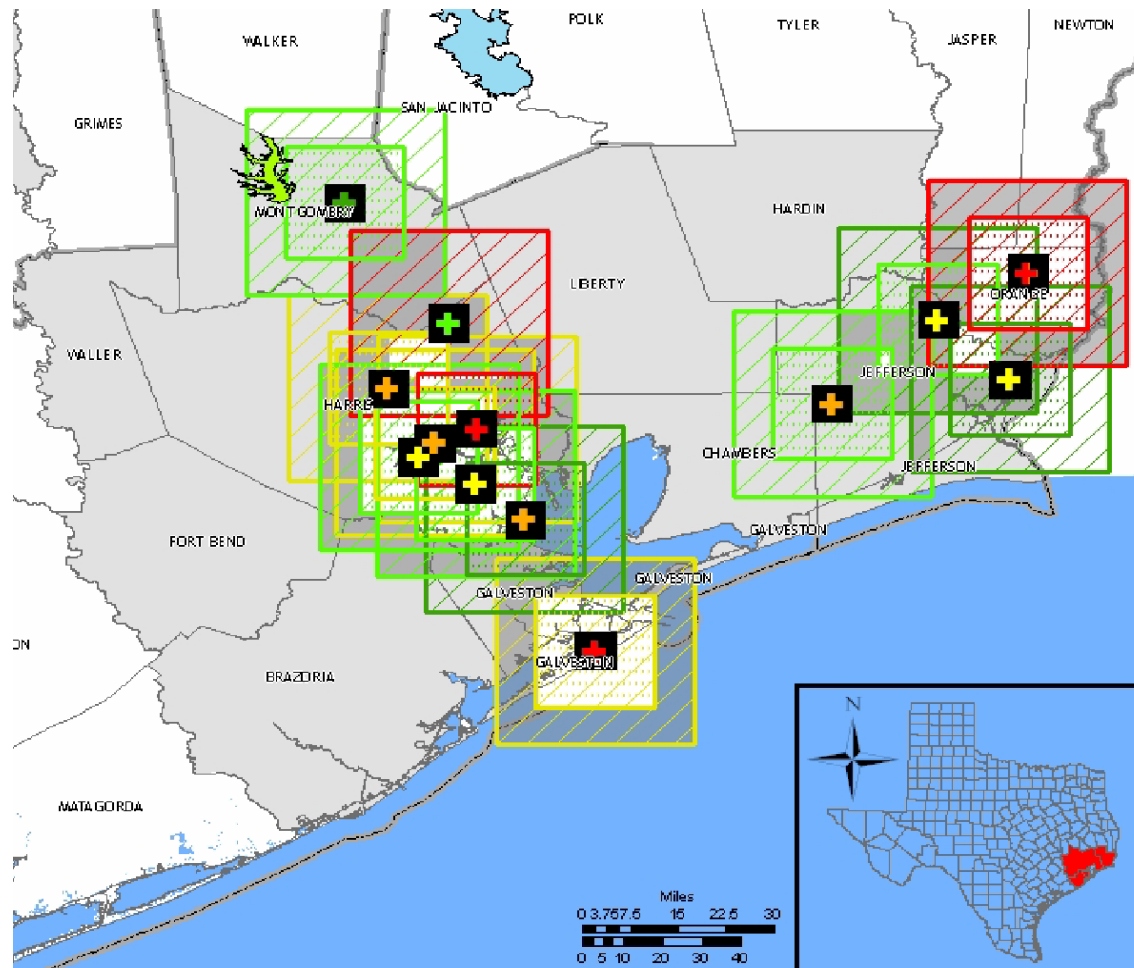 POLK
TYLER
NEWTON
JASPER
WALKER
SAN JACINTO
GRIMES
MONTGOMERY
HARDIN
LIBERTY
ORANGE
WALLER
JEFFERSON
HARRIS
CHAMBERS
JEFFERSON
GALVESTON
FORT BEND
GALVESTON
GALVESTON
ON
GALVESTON
BRAZORIA
N
MATAGORDA
Miles
0 3.757.5 15 22.5 30
0 5 10 20 30 40